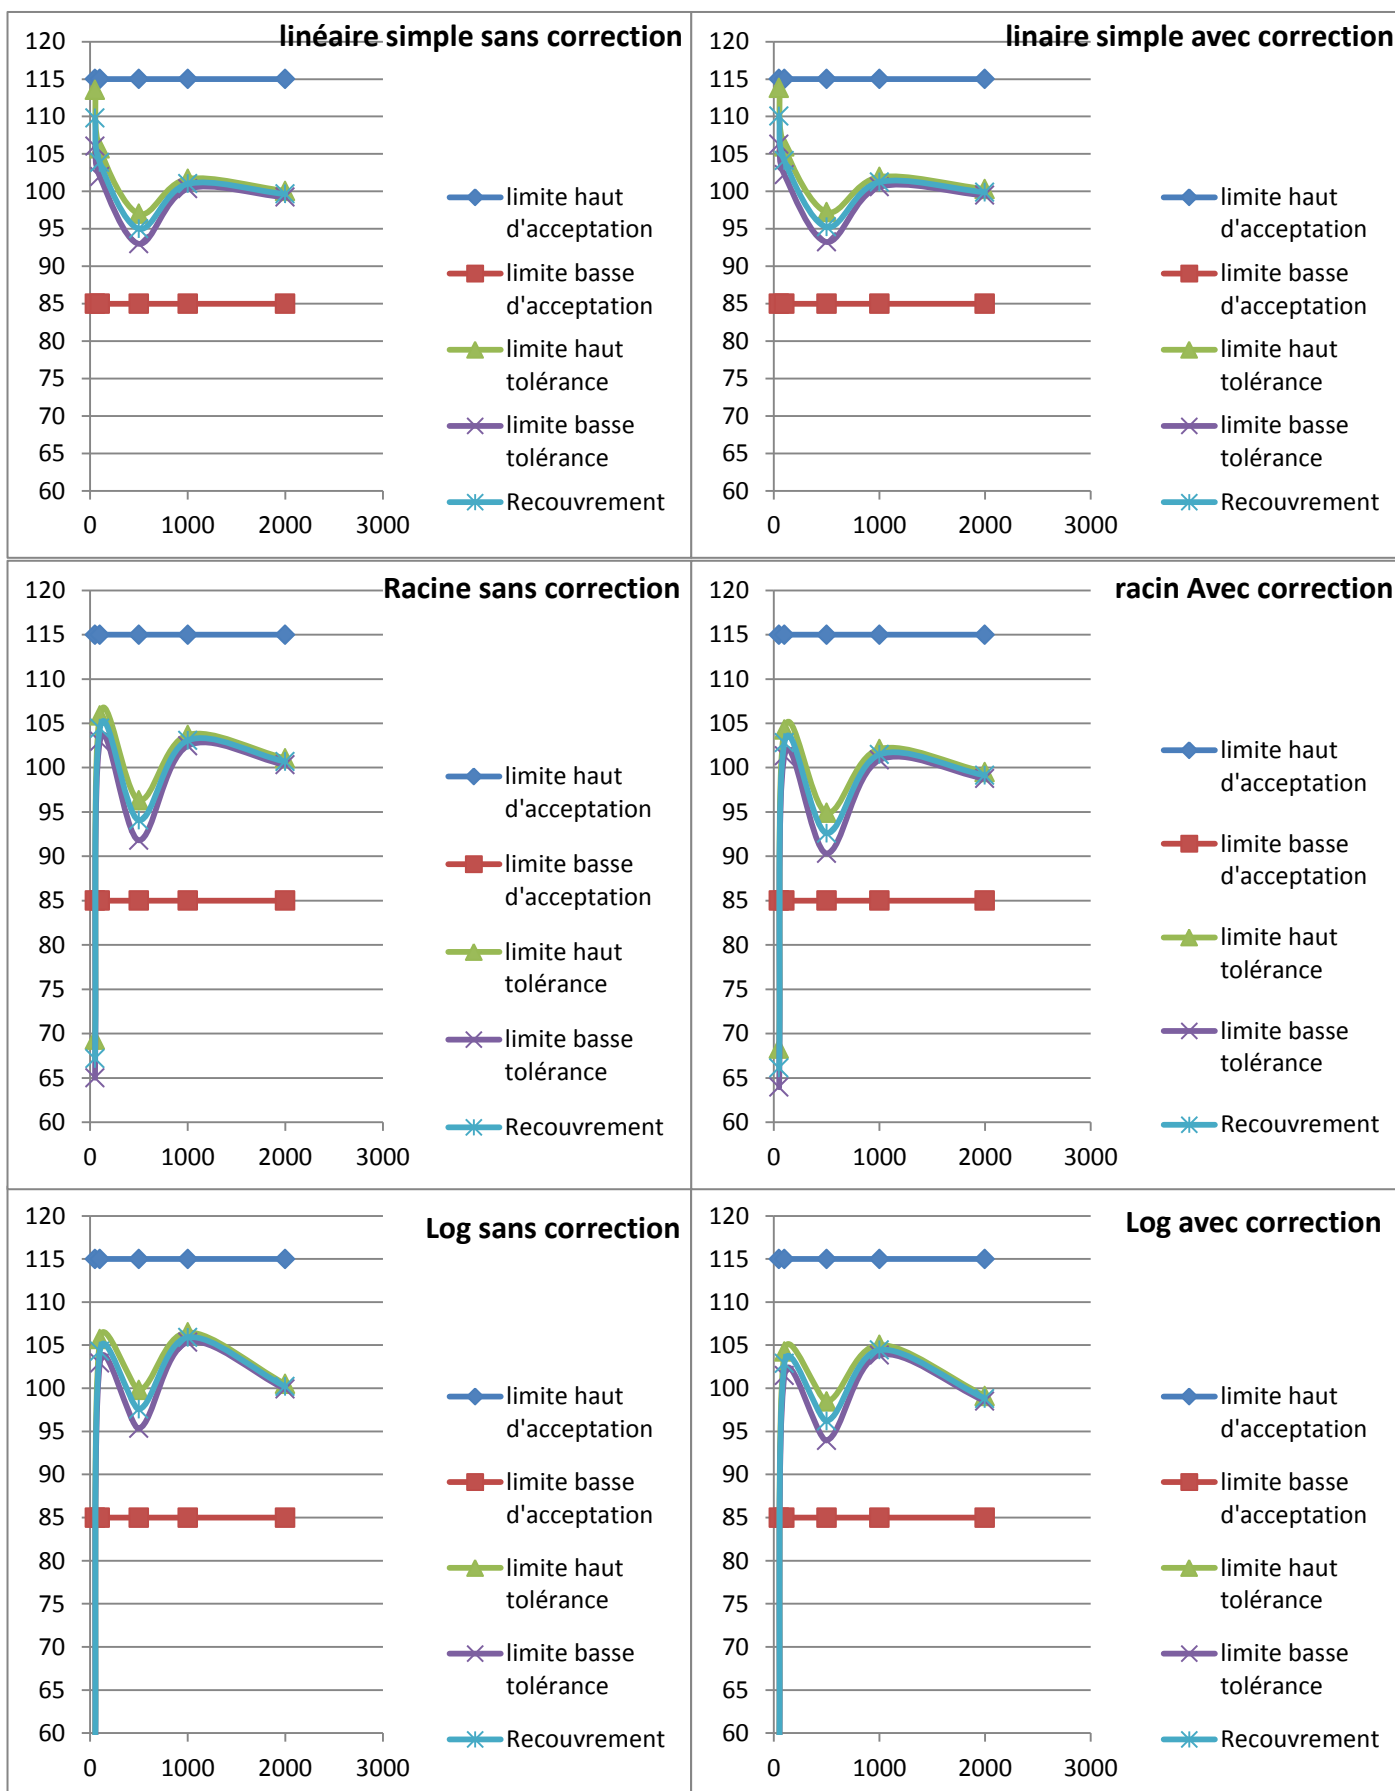 linéaire simple sans correction
120
115
110
105
100
95
90
85
80
75
70
65
60
0 1000 2000 3000
limite haut
d'acceptation
limite basse
d'acceptation
limite haut
tolérance
limite basse
tolérance
Recouvrement
linaire simple avec correction
120
115
110
105
100
95
90
85
80
75
70
65
60
0 1000 2000 3000
limite haut
d'acceptation
limite basse
d'acceptation
limite haut
tolérance
limite basse
tolérance
Recouvrement
Racine sans correction
120
115
110
105
100
95
90
85
80
75
70
65
60
0 1000 2000 3000
limite haut
d'acceptation
limite basse
d'acceptation
limite haut
tolérance
limite basse
tolérance
Recouvrement
racin Avec correction
120
115
110
105
100
95
90
85
80
75
70
65
60
0 1000 2000 3000
limite haut
d'acceptation
limite basse
d'acceptation
limite haut
tolérance
limite basse
tolérance
Recouvrement
Log sans correction
120
115
110
105
100
95
90
85
80
75
70
65
60
0 1000 2000 3000
limite haut
d'acceptation
limite basse
d'acceptation
limite haut
tolérance
limite basse
tolérance
Recouvrement
Log avec correction
120
115
110
105
100
95
90
85
80
75
70
65
60
0 1000 2000 3000
limite haut
d'acceptation
limite basse
d'acceptation
limite haut
tolérance
limite basse
tolérance
Recouvrement